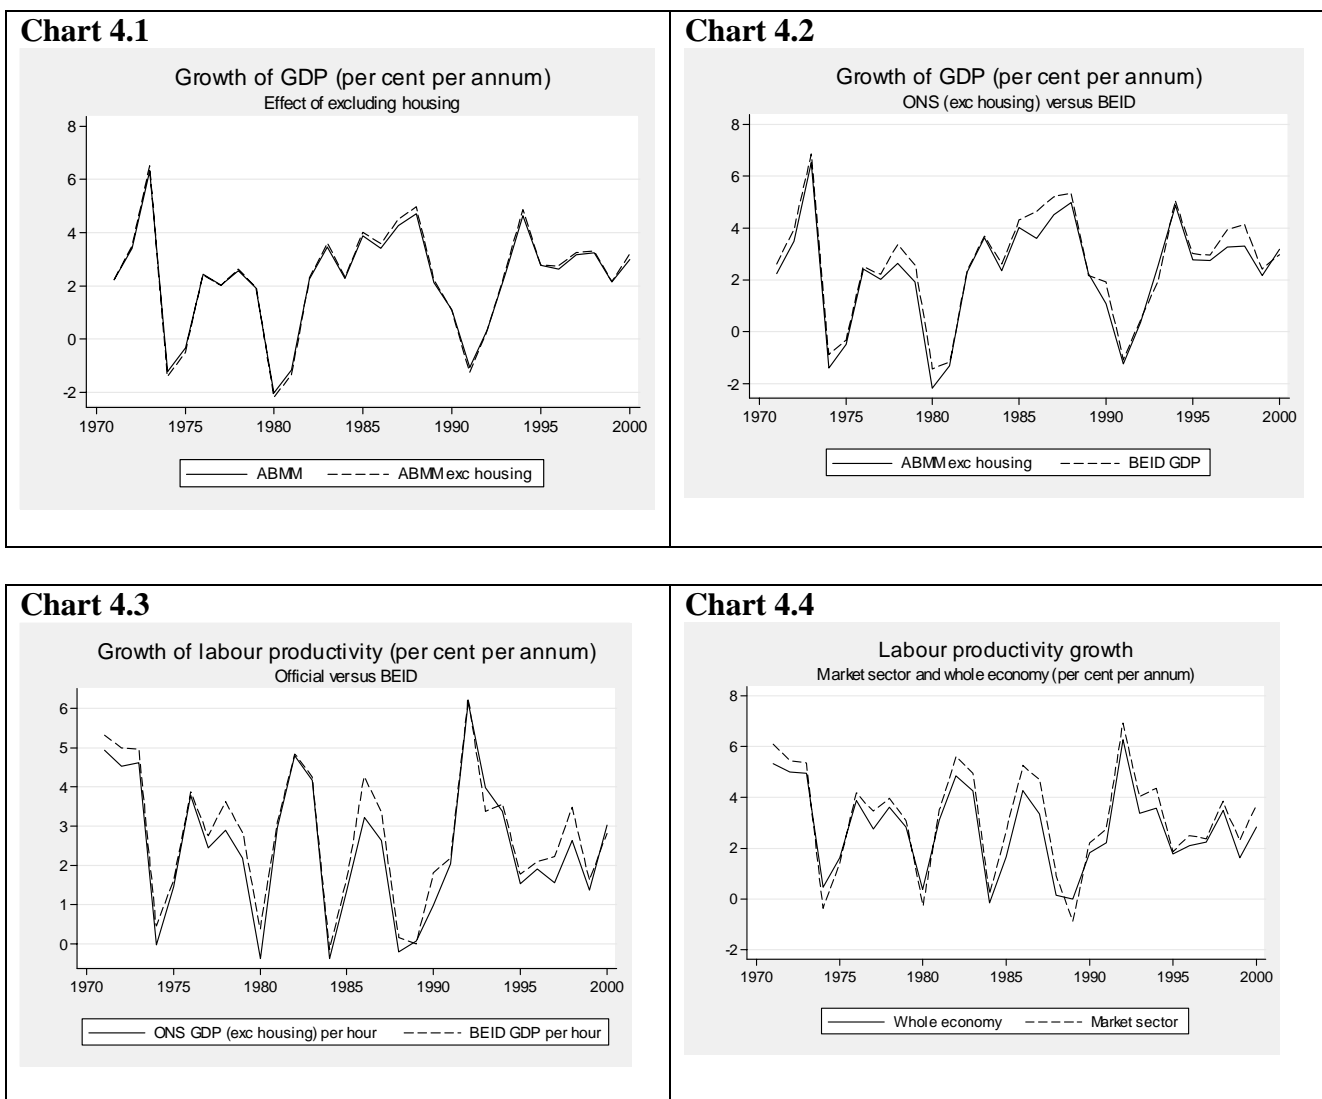 Chart 4.1
Growth of GDP (per cent per annum)
Effect of excluding housing
8
6
4
2
0
-2
1970 1975 1980 1985 1990 1995 2000
ABMM ABMM exc housing
Chart 4.2
Growth of GDP (per cent per annum)
ONS (exc housing) versus BEID
8
6
4
2
0
-2
1970 1975 1980 1985 1990 1995 2000
ABMM exc housing BEID GDP
Chart 4.3
Growth of labour productivity (per cent per annum)
Official versus BEID
6
5
4
3
2
1
0
1970 1975 1980 1985 1990 1995 2000
ONS GDP (exc housing) per hour BEID GDP per hour
Chart 4.4
Labour productivity growth
Market sector and whole economy (per cent per annum)
8
6
4
2
0
-2
1970 1975 1980 1985 1990 1995 2000
Whole economy Market sector